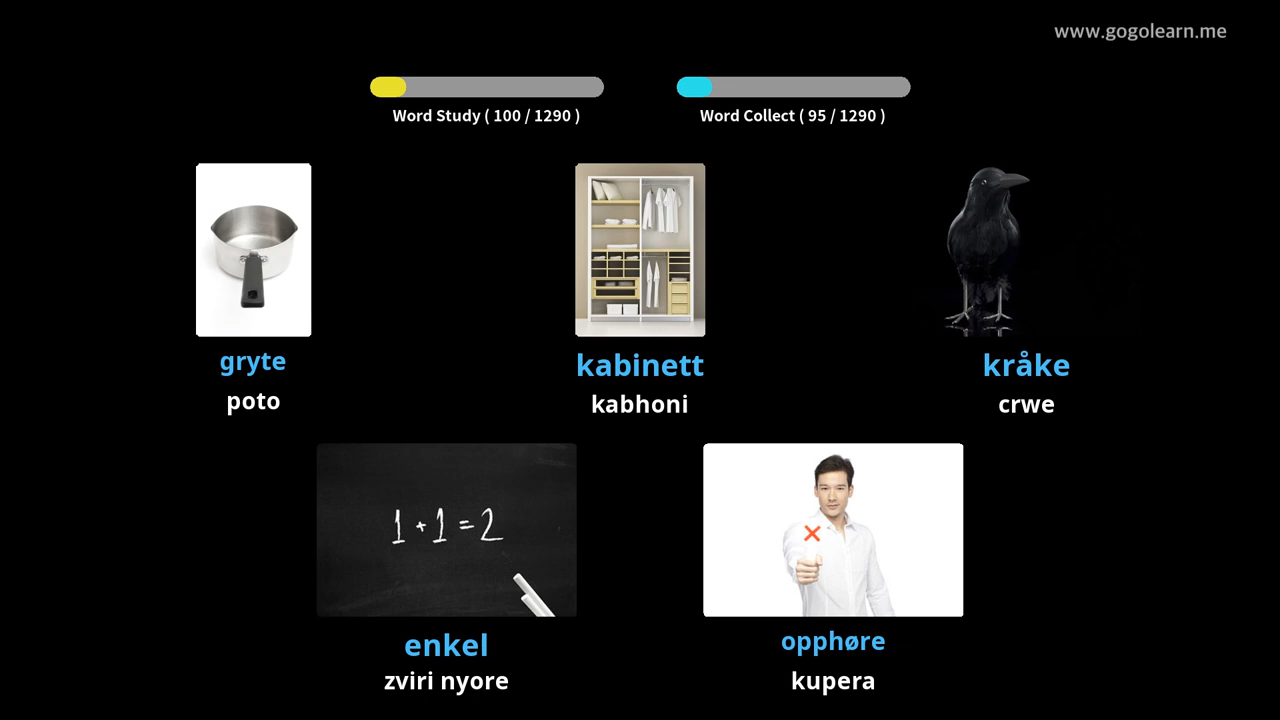 www.gogolearn.me
Word Study ( 100 / 1290 )
Word Collect ( 95 / 1290 )
gryte
poto
kabinett
kabhoni
kråke
crwe
1 + 1 = 2
enkel
zviri nyore
opphøre
kupera